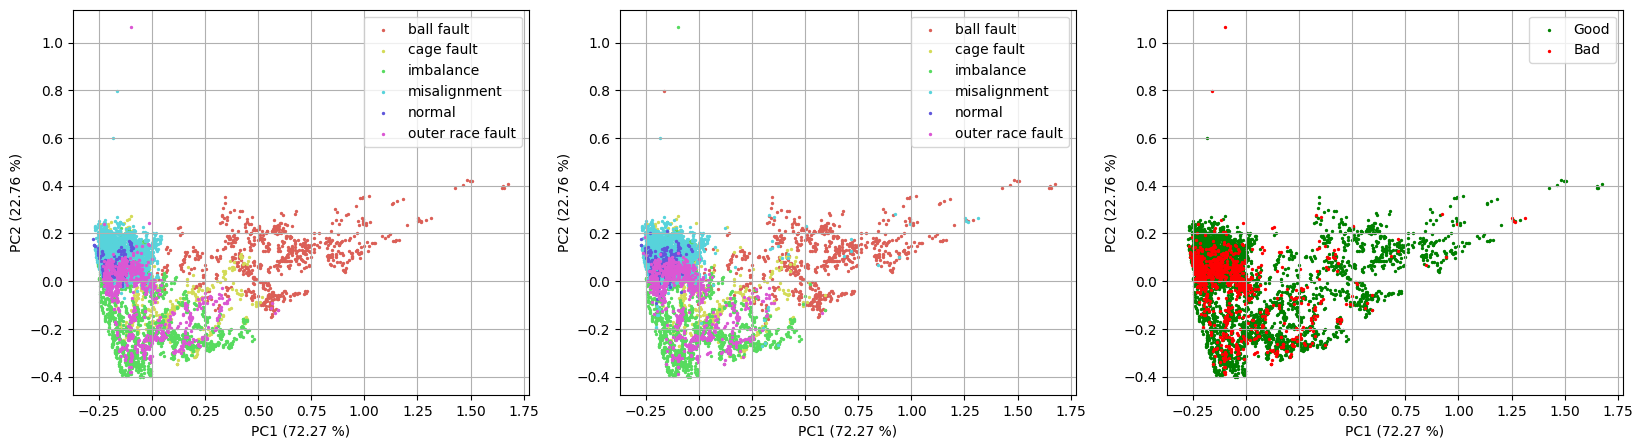 1.0
0.8
0.6
0.4
0.2
0.0
−0.2
−0.4
PC2 (22.76 %)
ball fault
cage fault
imbalance
misalignment
normal
outer race fault
−0.25 0.00 0.25 0.50 0.75 1.00 1.25 1.50 1.75
PC1 (72.27 %)
1.0
0.8
0.6
0.4
0.2
0.0
−0.2
−0.4
PC2 (22.76 %)
ball fault
cage fault
imbalance
misalignment
normal
outer race fault
−0.25 0.00 0.25 0.50 0.75 1.00 1.25 1.50 1.75
PC1 (72.27 %)
1.0
0.8
0.6
0.4
0.2
0.0
−0.2
−0.4
PC2 (22.76 %)
Good
Bad
−0.25 0.00 0.25 0.50 0.75 1.00 1.25 1.50 1.75
PC1 (72.27 %)